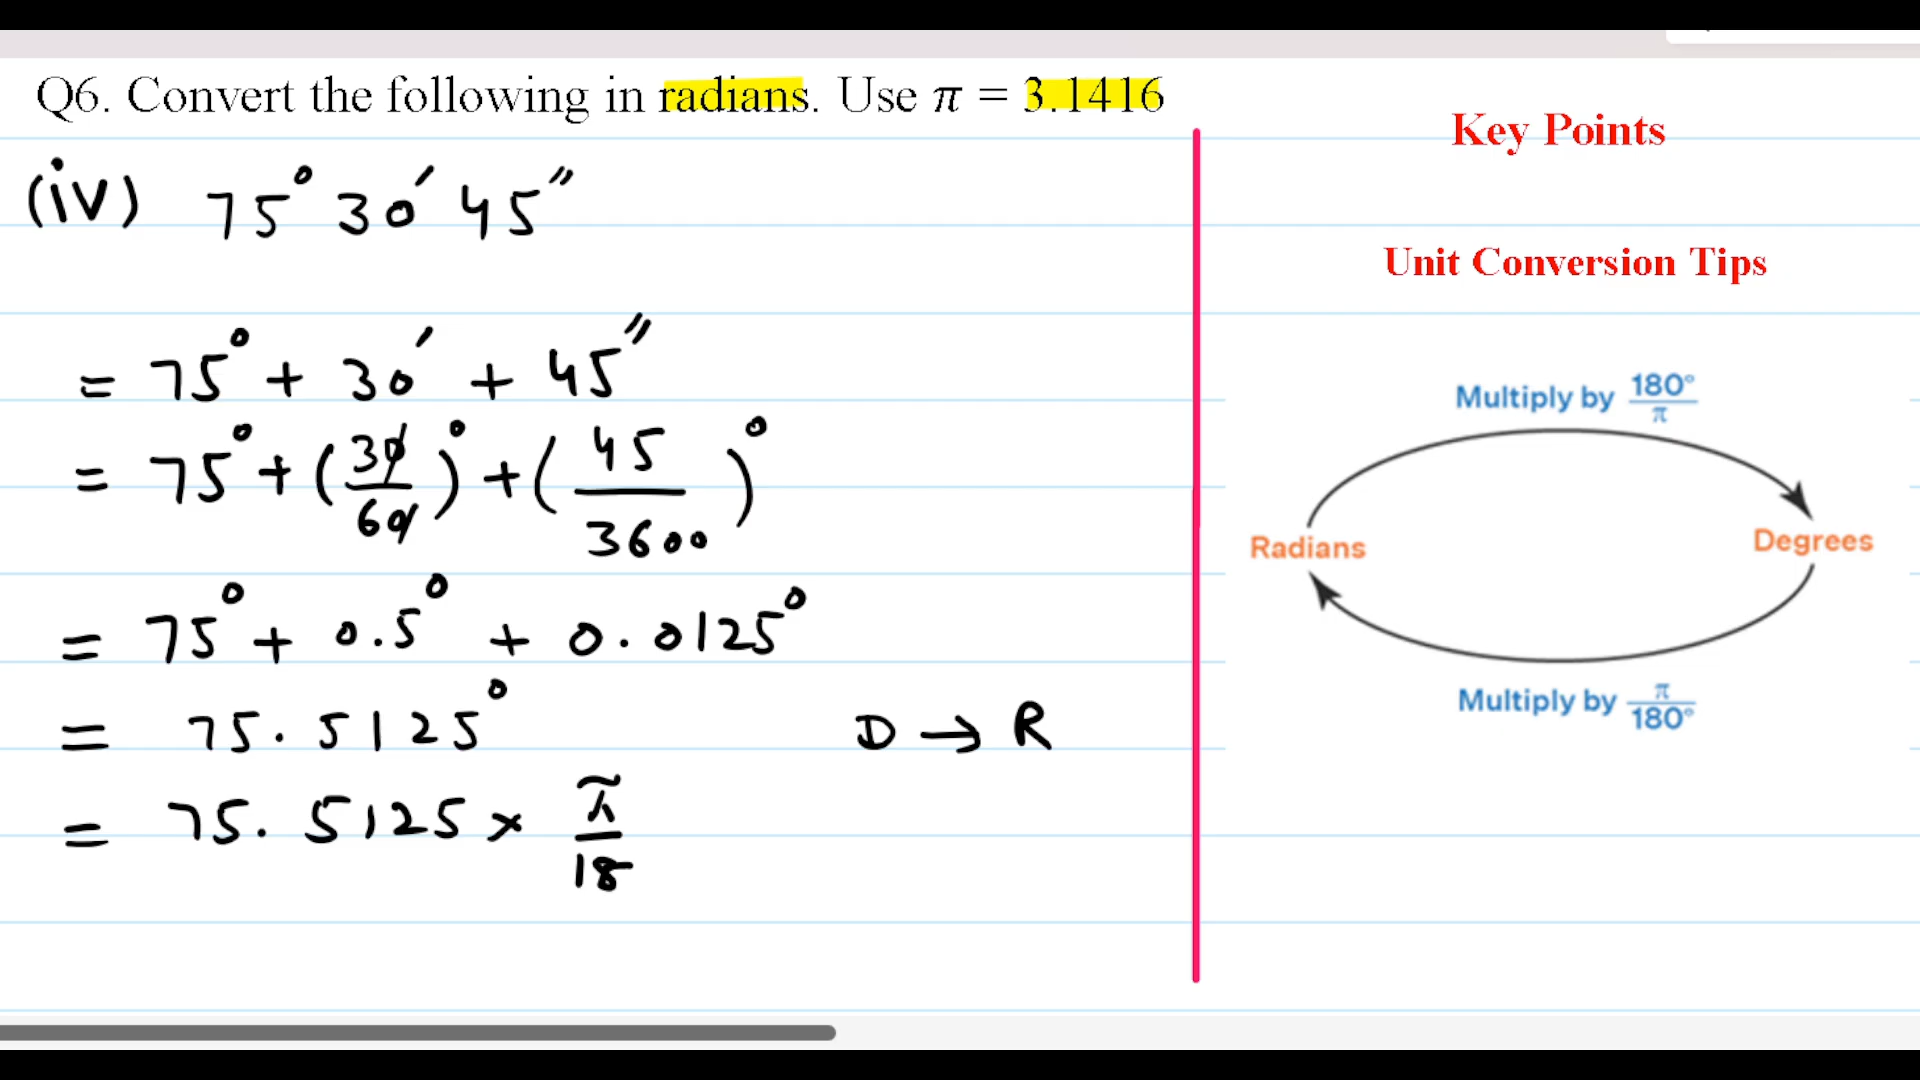 Q6. Convert the following in radians. Use π = 3.1416
(iv) 75° 30′ 45″
= 75° + 30′ + 45″
= 75° + (30/60)° + (45/3600)°
= 75° + 0.5° + 0.0125°
= 75.5125°
D → R
= 75.5125 × π/18
Key Points
Unit Conversion Tips
Multiply by 180°/π
Radians
Degrees
Multiply by π/180°